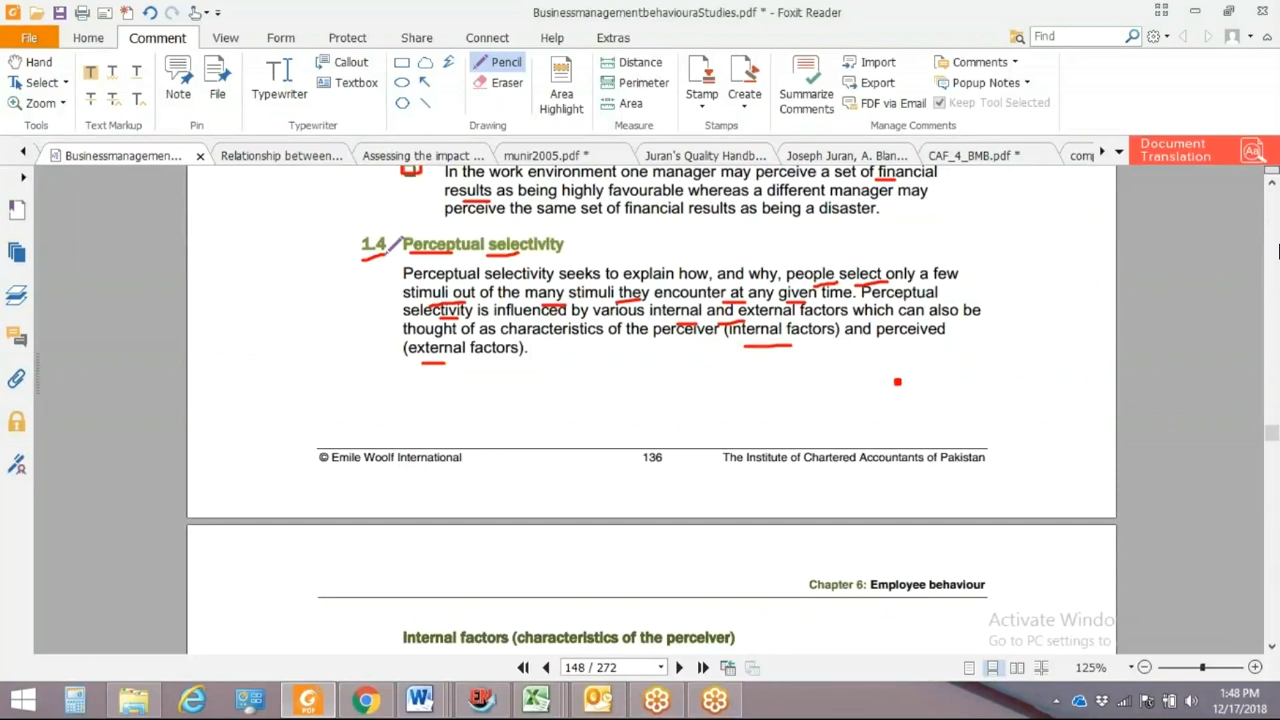 BusinessmanagementbehaviouraStudies.pdf * - Foxit Reader
File Home Comment View Form Protect Share Connect Help Extras
Find
Hand
Select
Zoom
Tools
Text Markup
Note
File
Pin
Typewriter
Callout
Textbox
Typewriter
Pencil
Eraser
Drawing
Area
Highlight
Distance
Perimeter
Area
Measure
Stamp
Create
Stamps
Summarize
Comments
Import
Export
FDF via Email
Comments
Popup Notes
Keep Tool Selected
Manage Comments
Businessmanagemen...
Relationship between...
Assessing the impact ...
munir2005.pdf *
Juran's Quality Handb...
Joseph Juran, A. Blan...
CAF_4_BMB.pdf *
comp
Document
Translation
In the work environment one manager may perceive a set of financial
results as being highly favourable whereas a different manager may
perceive the same set of financial results as being a disaster.
1.4 Perceptual selectivity
Perceptual selectivity seeks to explain how, and why, people select only a few
stimuli out of the many stimuli they encounter at any given time. Perceptual
selectivity is influenced by various internal and external factors which can also be
thought of as characteristics of the perceiver (internal factors) and perceived
(external factors).
© Emile Woolf International 136 The Institute of Chartered Accountants of Pakistan
Chapter 6: Employee behaviour
Internal factors (characteristics of the perceiver)
Activate Windo
Go to PC settings to
148 / 272
125%
PDF
1:48 PM
12/17/2018